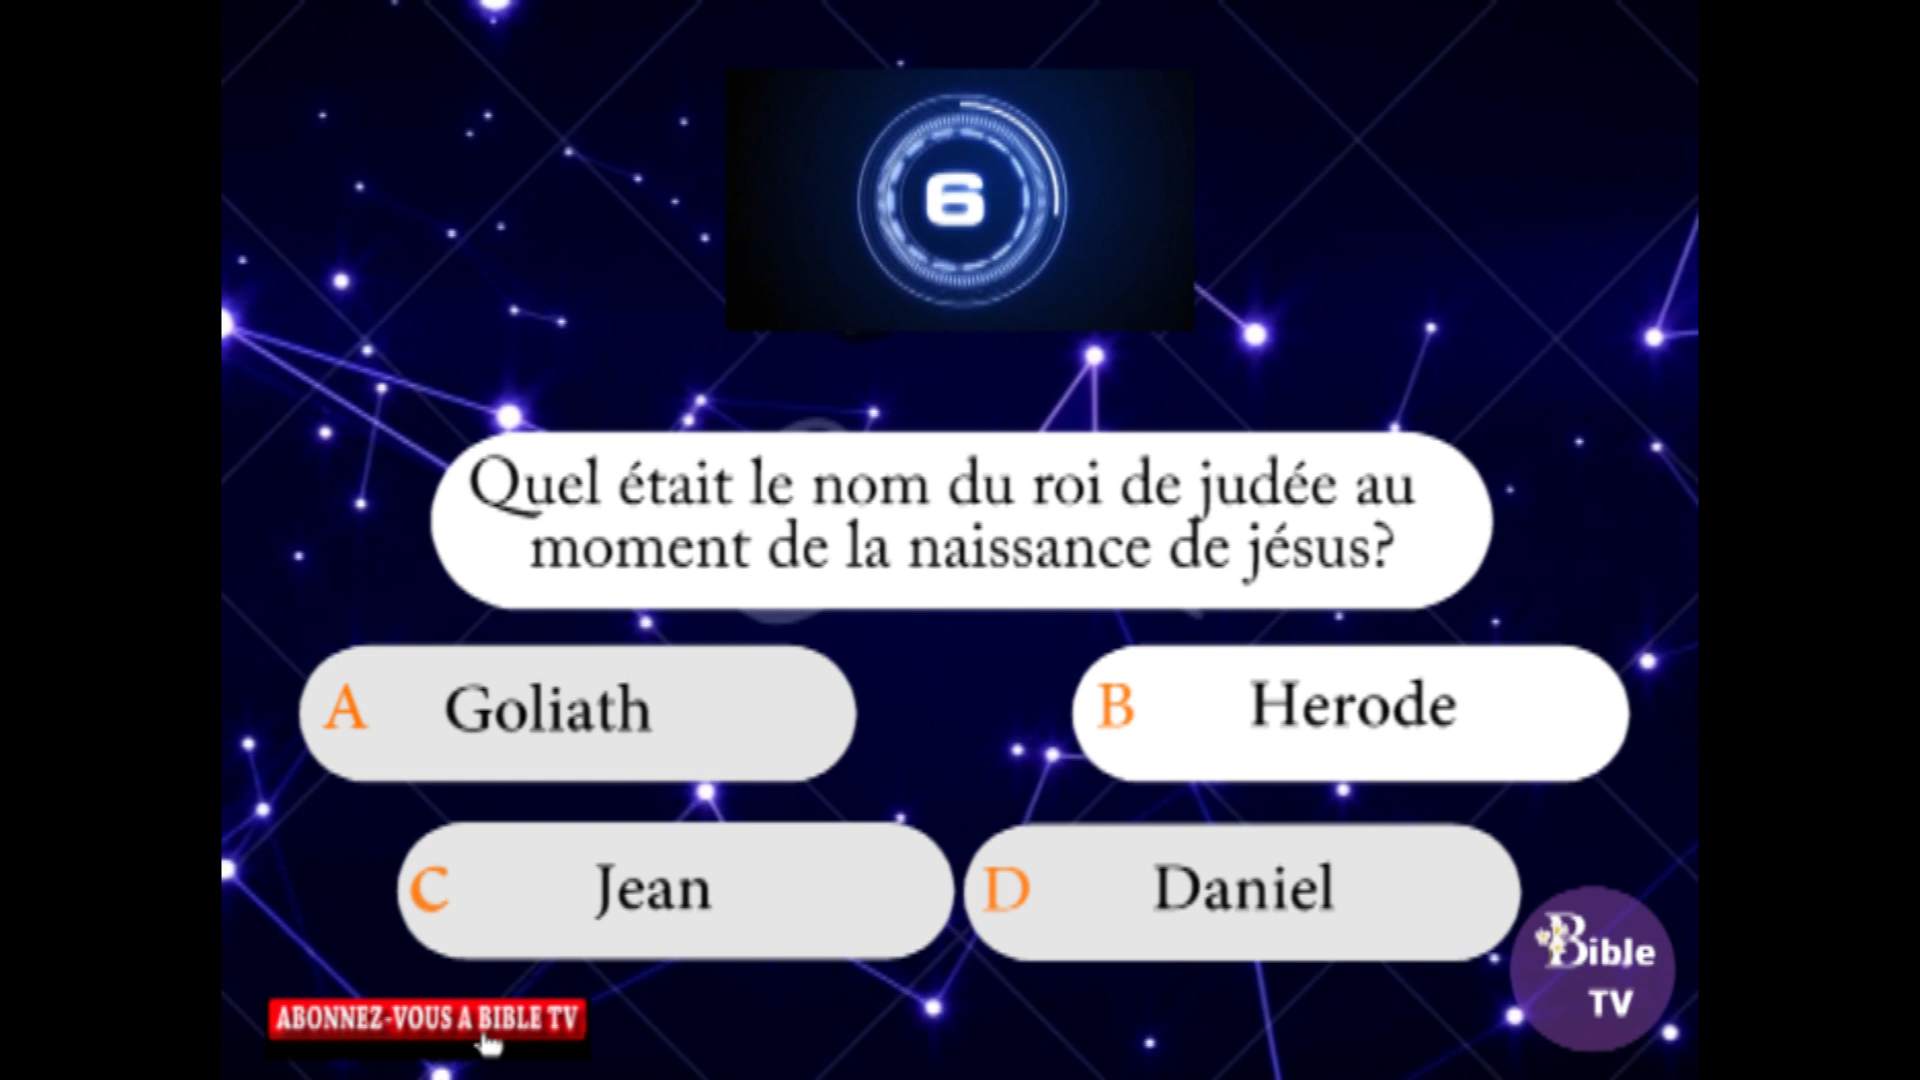 6
Quel était le nom du roi de judée au
moment de la naissance de jésus?
A Goliath
B Herode
C Jean
D Daniel
Bible
TV
ABONNEZ-VOUS A BIBLE TV